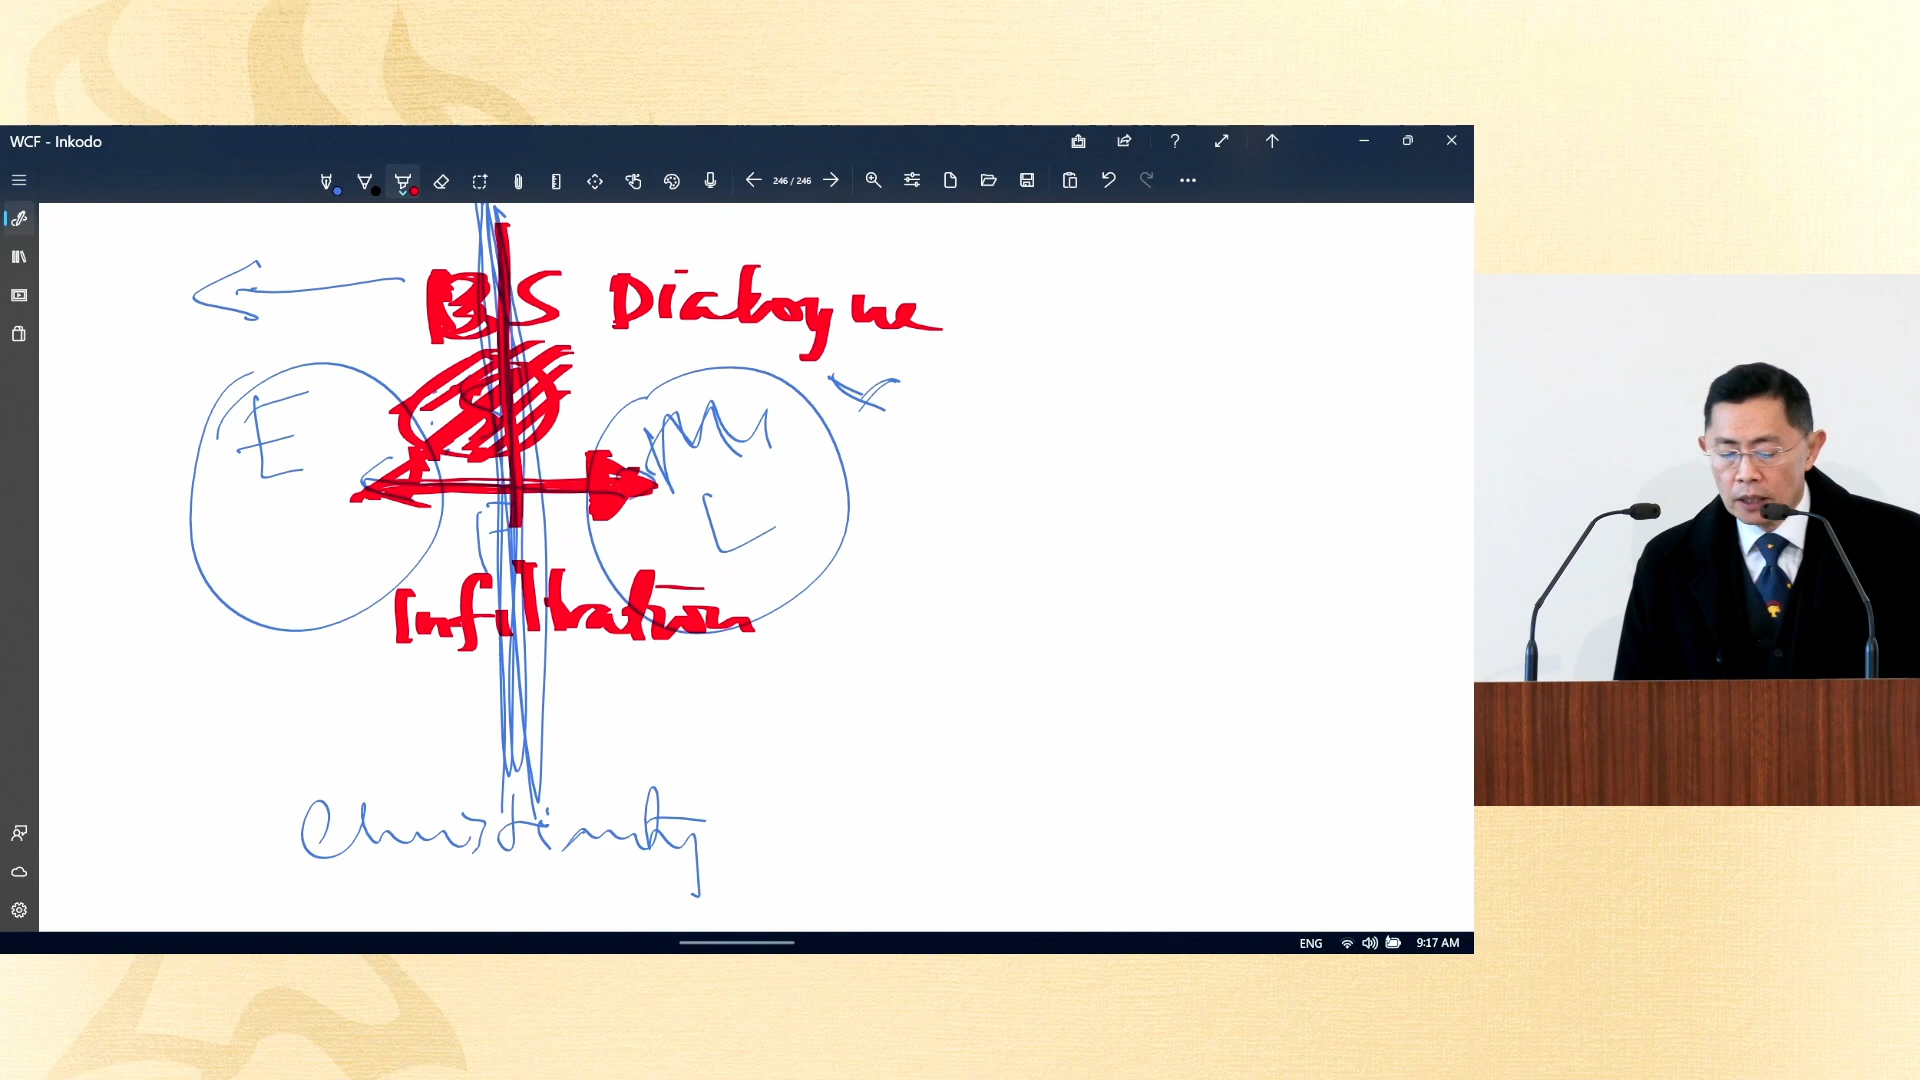 WCF - Inkodo
246 / 246
BS Dialogue
E
M
L
Infiltration
Christianity
ENG 9:17 AM